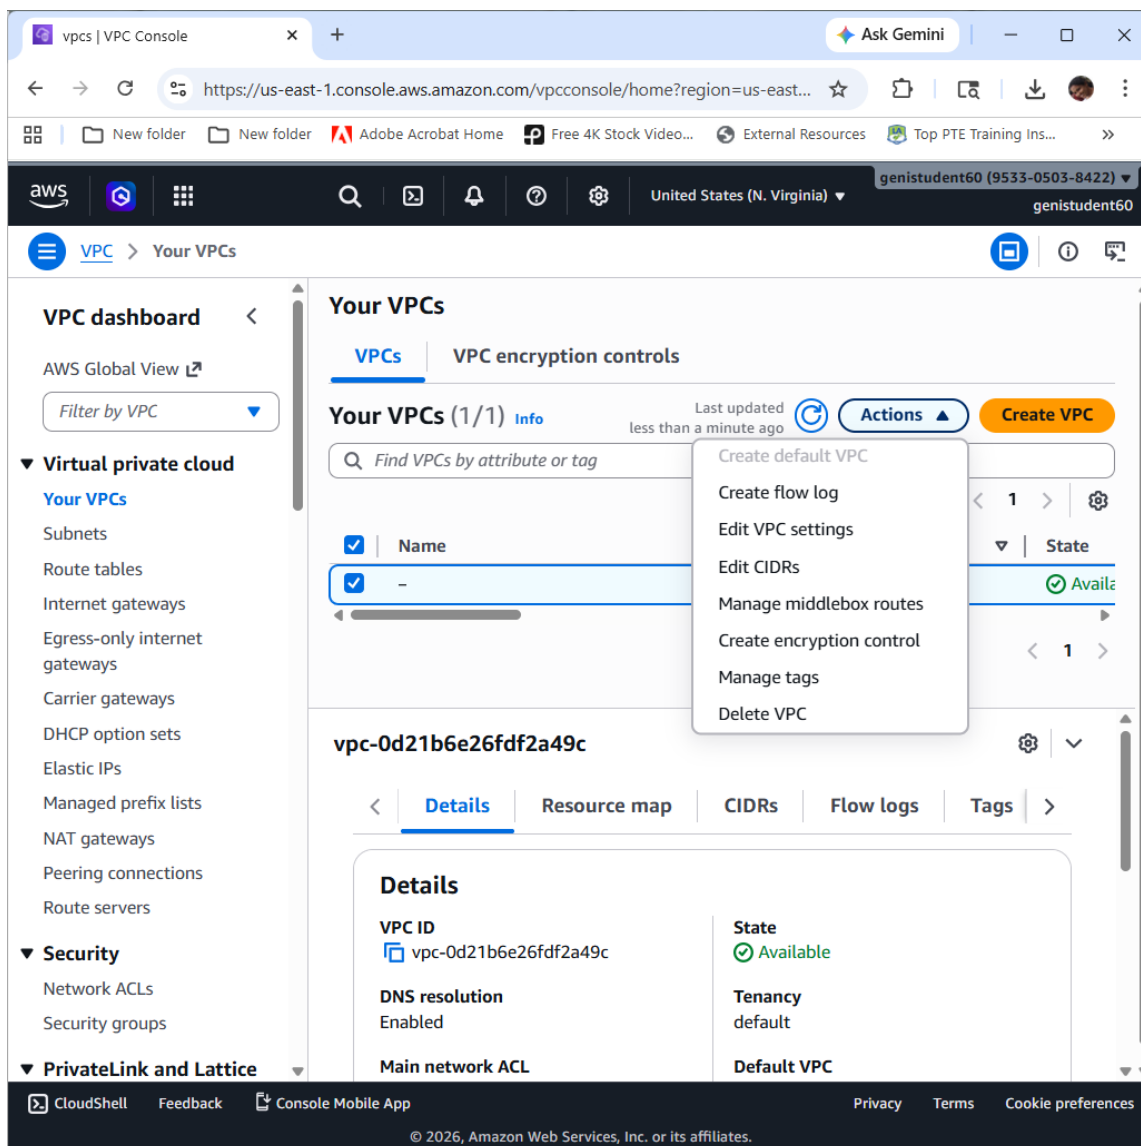 vpcs | VPC Console
Ask Gemini
https://us-east-1.console.aws.amazon.com/vpcconsole/home?region=us-east...
New folder
New folder
Adobe Acrobat Home
Free 4K Stock Video...
External Resources
Top PTE Training Ins...
aws
United States (N. Virginia)
genistudent60 (9533-0503-8422)
genistudent60
VPC > Your VPCs
VPC dashboard
AWS Global View
Filter by VPC
Virtual private cloud
Your VPCs
Subnets
Route tables
Internet gateways
Egress-only internet
gateways
Carrier gateways
DHCP option sets
Elastic IPs
Managed prefix lists
NAT gateways
Peering connections
Route servers
Security
Network ACLs
Security groups
PrivateLink and Lattice
Your VPCs
VPCs
VPC encryption controls
Your VPCs (1/1) Info
Last updated
less than a minute ago
Actions
Create VPC
Find VPCs by attribute or tag
Create default VPC
Create flow log
Edit VPC settings
Edit CIDRs
Manage middlebox routes
Create encryption control
Manage tags
Delete VPC
1
Name
State
–
Availa
1
vpc-0d21b6e26fdf2a49c
Details
Resource map
CIDRs
Flow logs
Tags
Details
VPC ID
vpc-0d21b6e26fdf2a49c
State
Available
DNS resolution
Enabled
Tenancy
default
Main network ACL
Default VPC
CloudShell
Feedback
Console Mobile App
Privacy
Terms
Cookie preferences
© 2026, Amazon Web Services, Inc. or its affiliates.